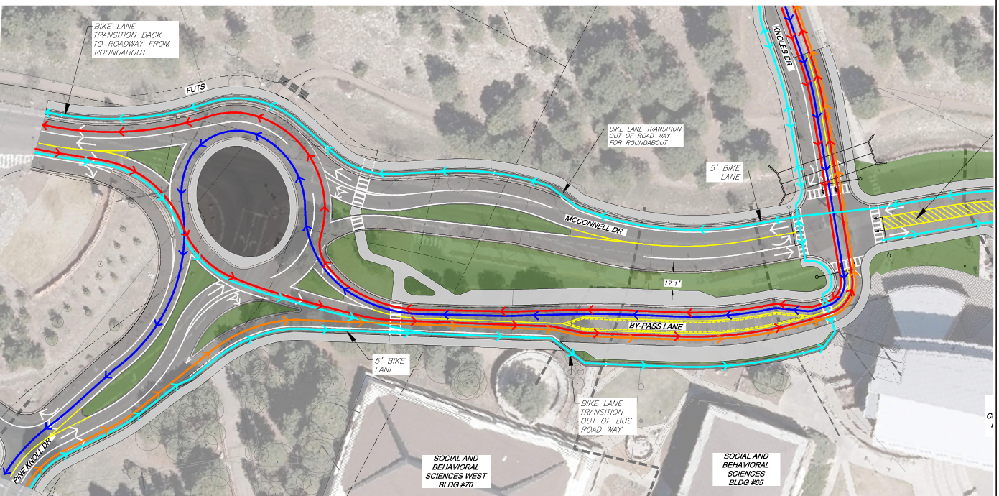 BIKE LANE
TRANSITION BACK
TO ROADWAY FROM
ROUNDABOUT
FUTS
KNOLES DR
BIKE LANE TRANSITION
OUT OF ROAD WAY
FOR ROUNDABOUT
5' BIKE
LANE
MCCONNELL DR
17.1'
BY-PASS LANE
5' BIKE
LANE
BIKE LANE
TRANSITION
OUT OF BUS
ROAD WAY
PINE KNOLL DR
SOCIAL AND
BEHAVIORAL
SCIENCES WEST
BLDG #70
SOCIAL AND
BEHAVIORAL
SCIENCES
BLDG #65